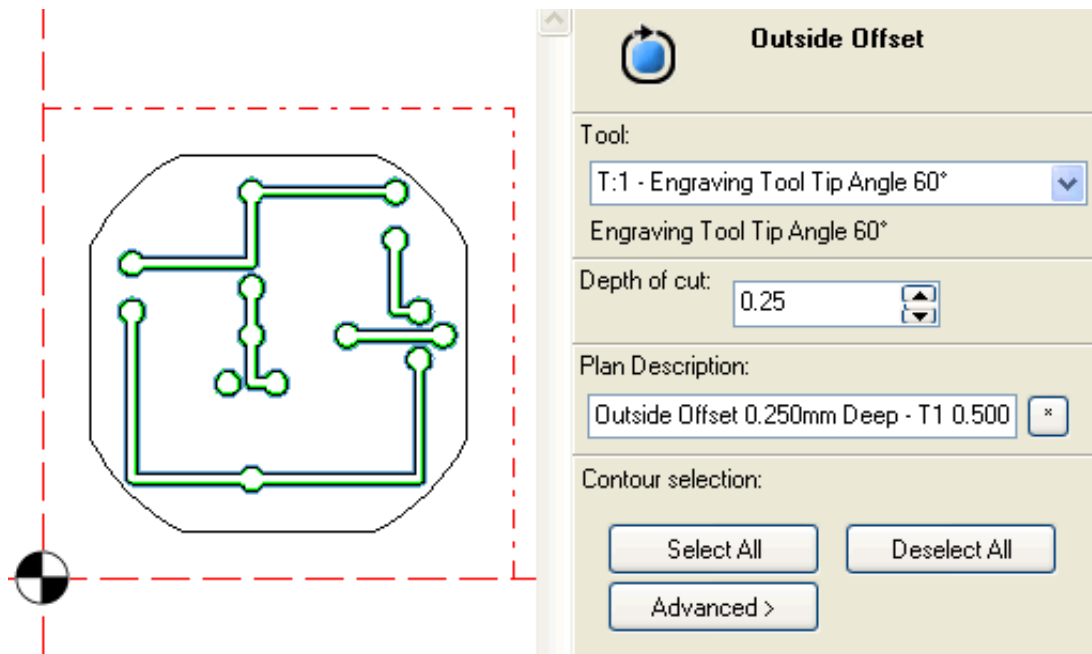 Outside Offset
Tool:
T:1 - Engraving Tool Tip Angle 60°
Engraving Tool Tip Angle 60°
Depth of cut:
0.25
Plan Description:
Outside Offset 0.250mm Deep - T1 0.500
*
Contour selection:
Select All
Deselect All
Advanced >